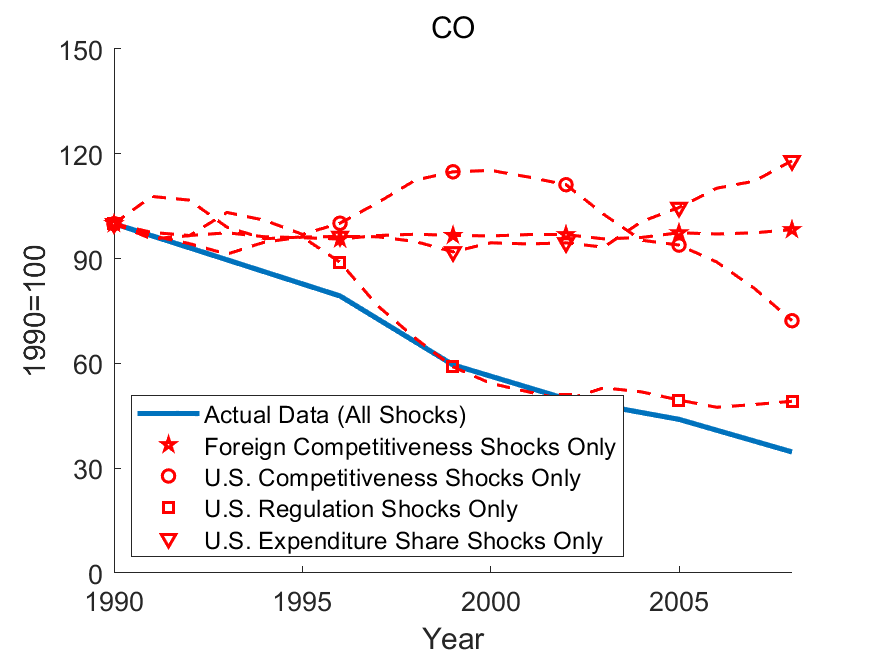 CO
150
120
90
60
30
0
1990=100
Actual Data (All Shocks)
Foreign Competitiveness Shocks Only
U.S. Competitiveness Shocks Only
U.S. Regulation Shocks Only
U.S. Expenditure Share Shocks Only
1990 1995 2000 2005
Year